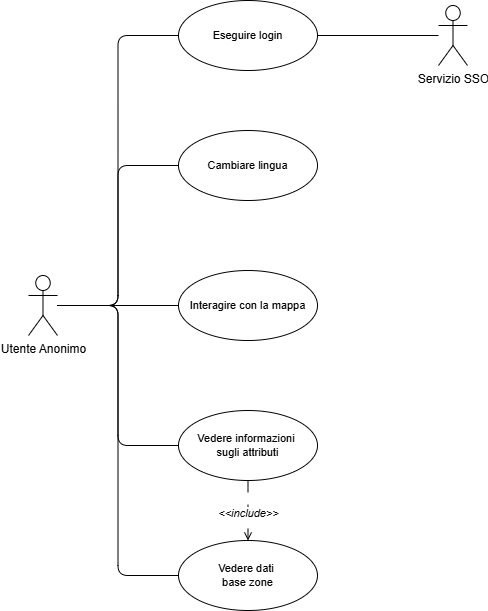 Eseguire login
Servizio SSO
Cambiare lingua
Interagire con la mappa
Utente Anonimo
Vedere informazioni
sugli attributi
<<include>>
Vedere dati
base zone